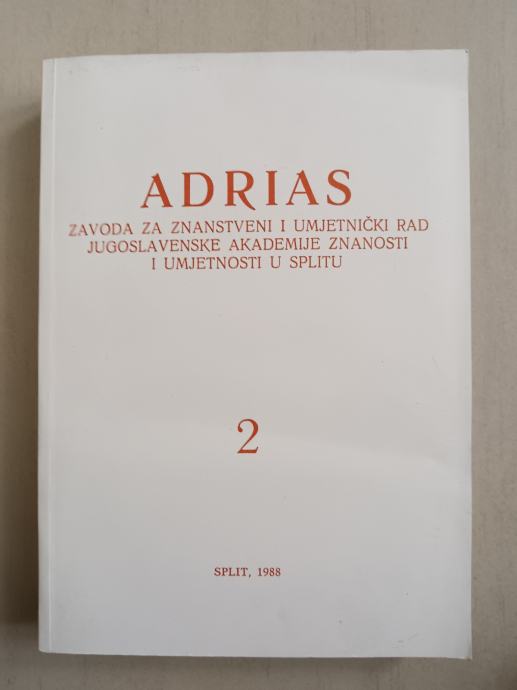 ADRIAS
ZAVODA ZA ZNANSTVENI I UMJETNIČKI RAD
JUGOSLAVENSKE AKADEMIJE ZNANOSTI
I UMJETNOSTI U SPLITU
2
SPLIT, 1988